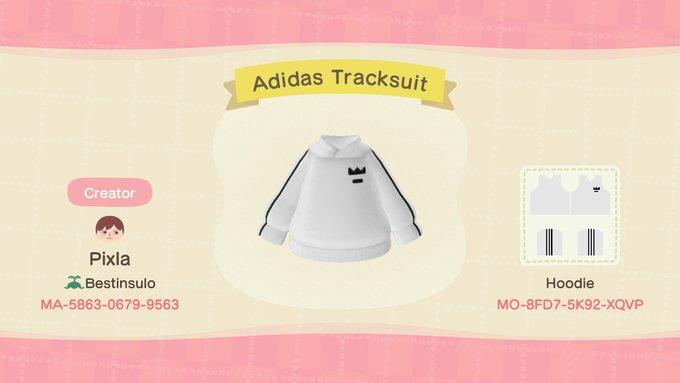 Adidas Tracksuit
Creator
Pixla
Bestinsulo
MA-5863-0679-9563
Hoodie
MO-8FD7-5K92-XQVP